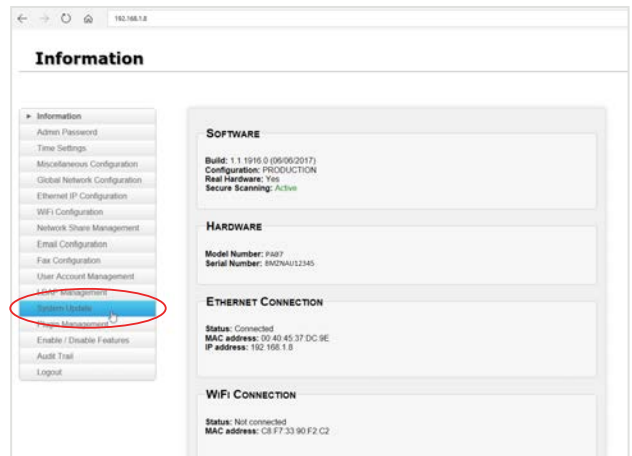 192.168.1.8
Information
Information
Admin Password
Time Settings
Miscellaneous Configuration
Global Network Configuration
Ethernet IP Configuration
WiFi Configuration
Network Share Management
Email Configuration
Fax Configuration
User Account Management
LDAP Management
System Update
Plugin Management
Enable / Disable Features
Audit Trail
Logout
SOFTWARE
Build: 1.1.1916.0 (06/06/2017)
Configuration: PRODUCTION
Real Hardware: Yes
Secure Scanning: Active
HARDWARE
Model Number: PA07
Serial Number: BMZNAU12345
ETHERNET CONNECTION
Status: Connected
MAC address: 00:40:45:37:DC:9E
IP address: 192.168.1.8
WIFI CONNECTION
Status: Not connected
MAC address: C8:F7:33:90:F2:C2